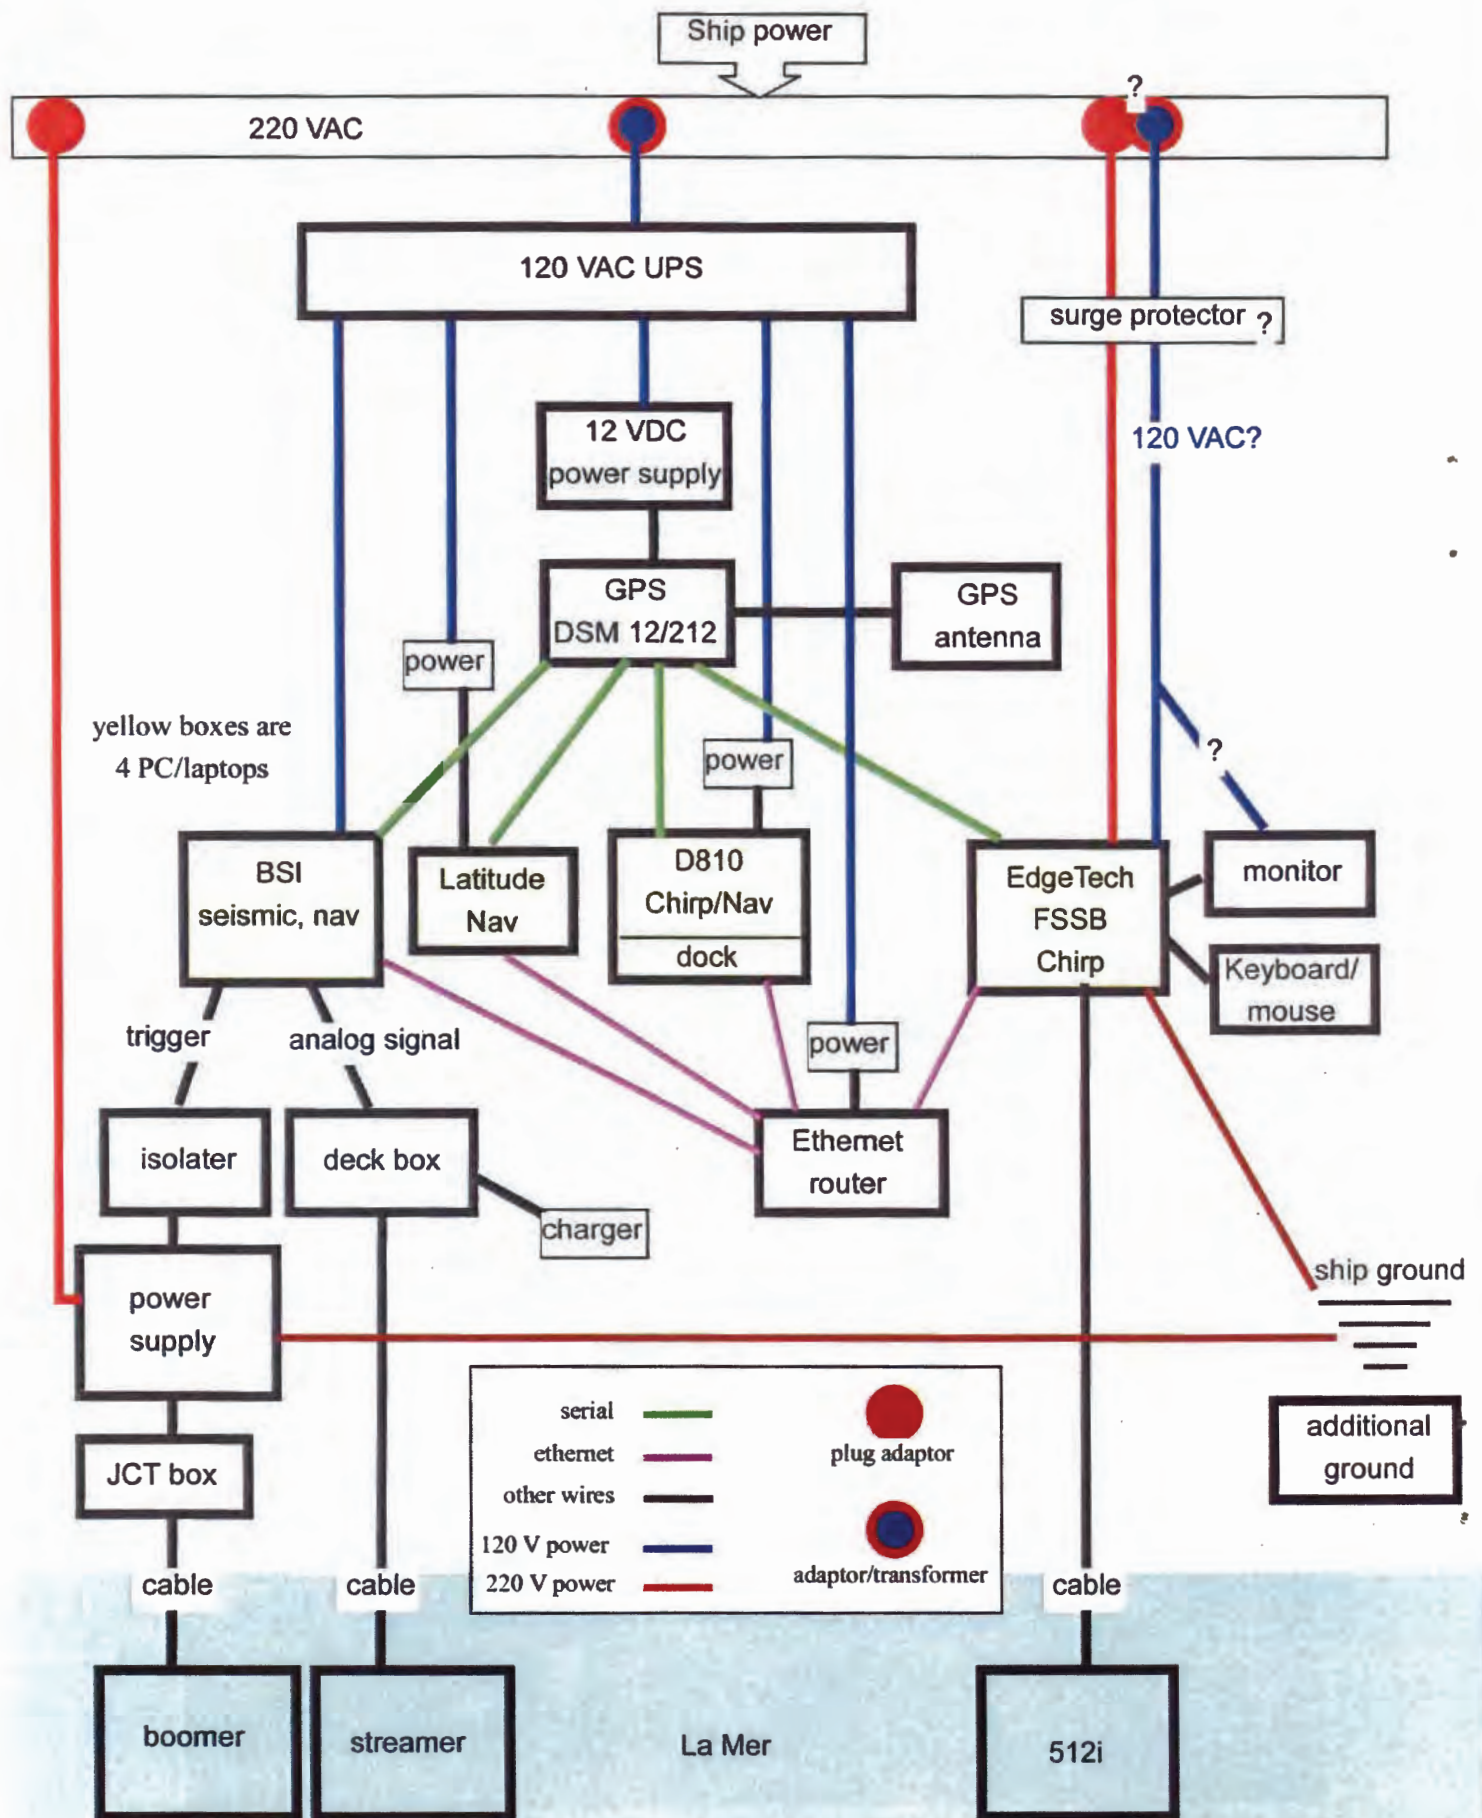 Ship power
?
220 VAC
120 VAC UPS
surge protector ?
12 VDC
power supply
120 VAC?
GPS
DSM 12/212
GPS
antenna
power
yellow boxes are
4 PC/laptops
power
?
BSI
seismic, nav
Latitude
Nav
D810
Chirp/Nav
dock
EdgeTech
FSSB
Chirp
monitor
Keyboard/
mouse
trigger
analog signal
power
isolater
deck box
Ethernet
router
charger
power
supply
ship ground
serial
ethernet
other wires
120 V power
220 V power
plug adaptor
adaptor/transformer
additional
ground
JCT box
cable
cable
cable
boomer
streamer
La Mer
512i